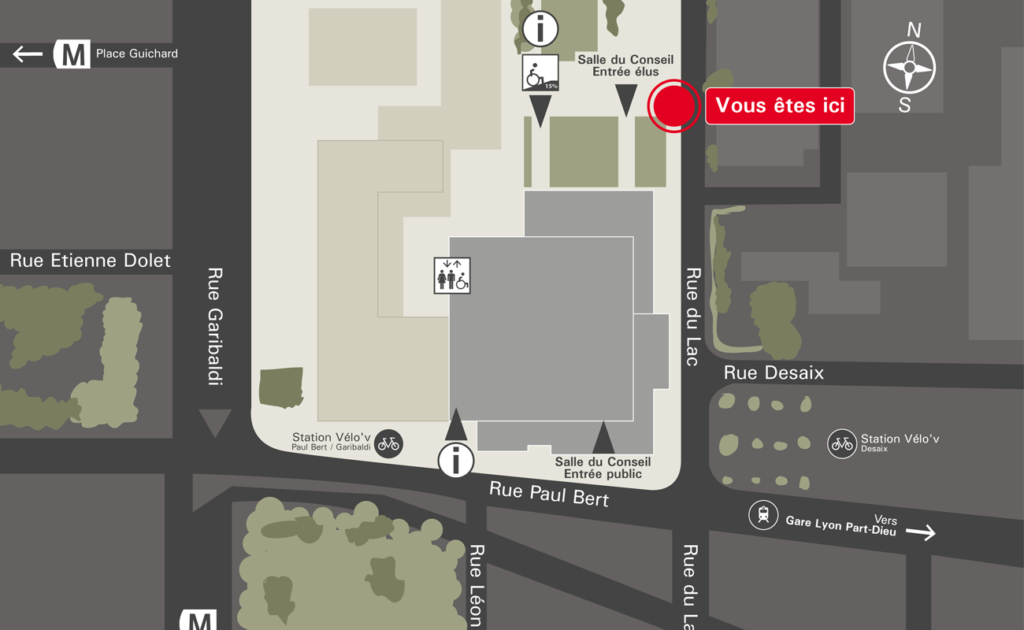 M Place Guichard
i
15%
Salle du Conseil
Entrée élus
Vous êtes ici
N
S
Rue Etienne Dolet
Rue Garibaldi
Rue du Lac
Rue Desaix
Station Vélo'v
Paul Bert / Garibaldi
i
Salle du Conseil
Entrée public
Station Vélo'v
Desaix
Rue Paul Bert
Vers
Gare Lyon Part-Dieu
Rue Léon
Rue du La
M